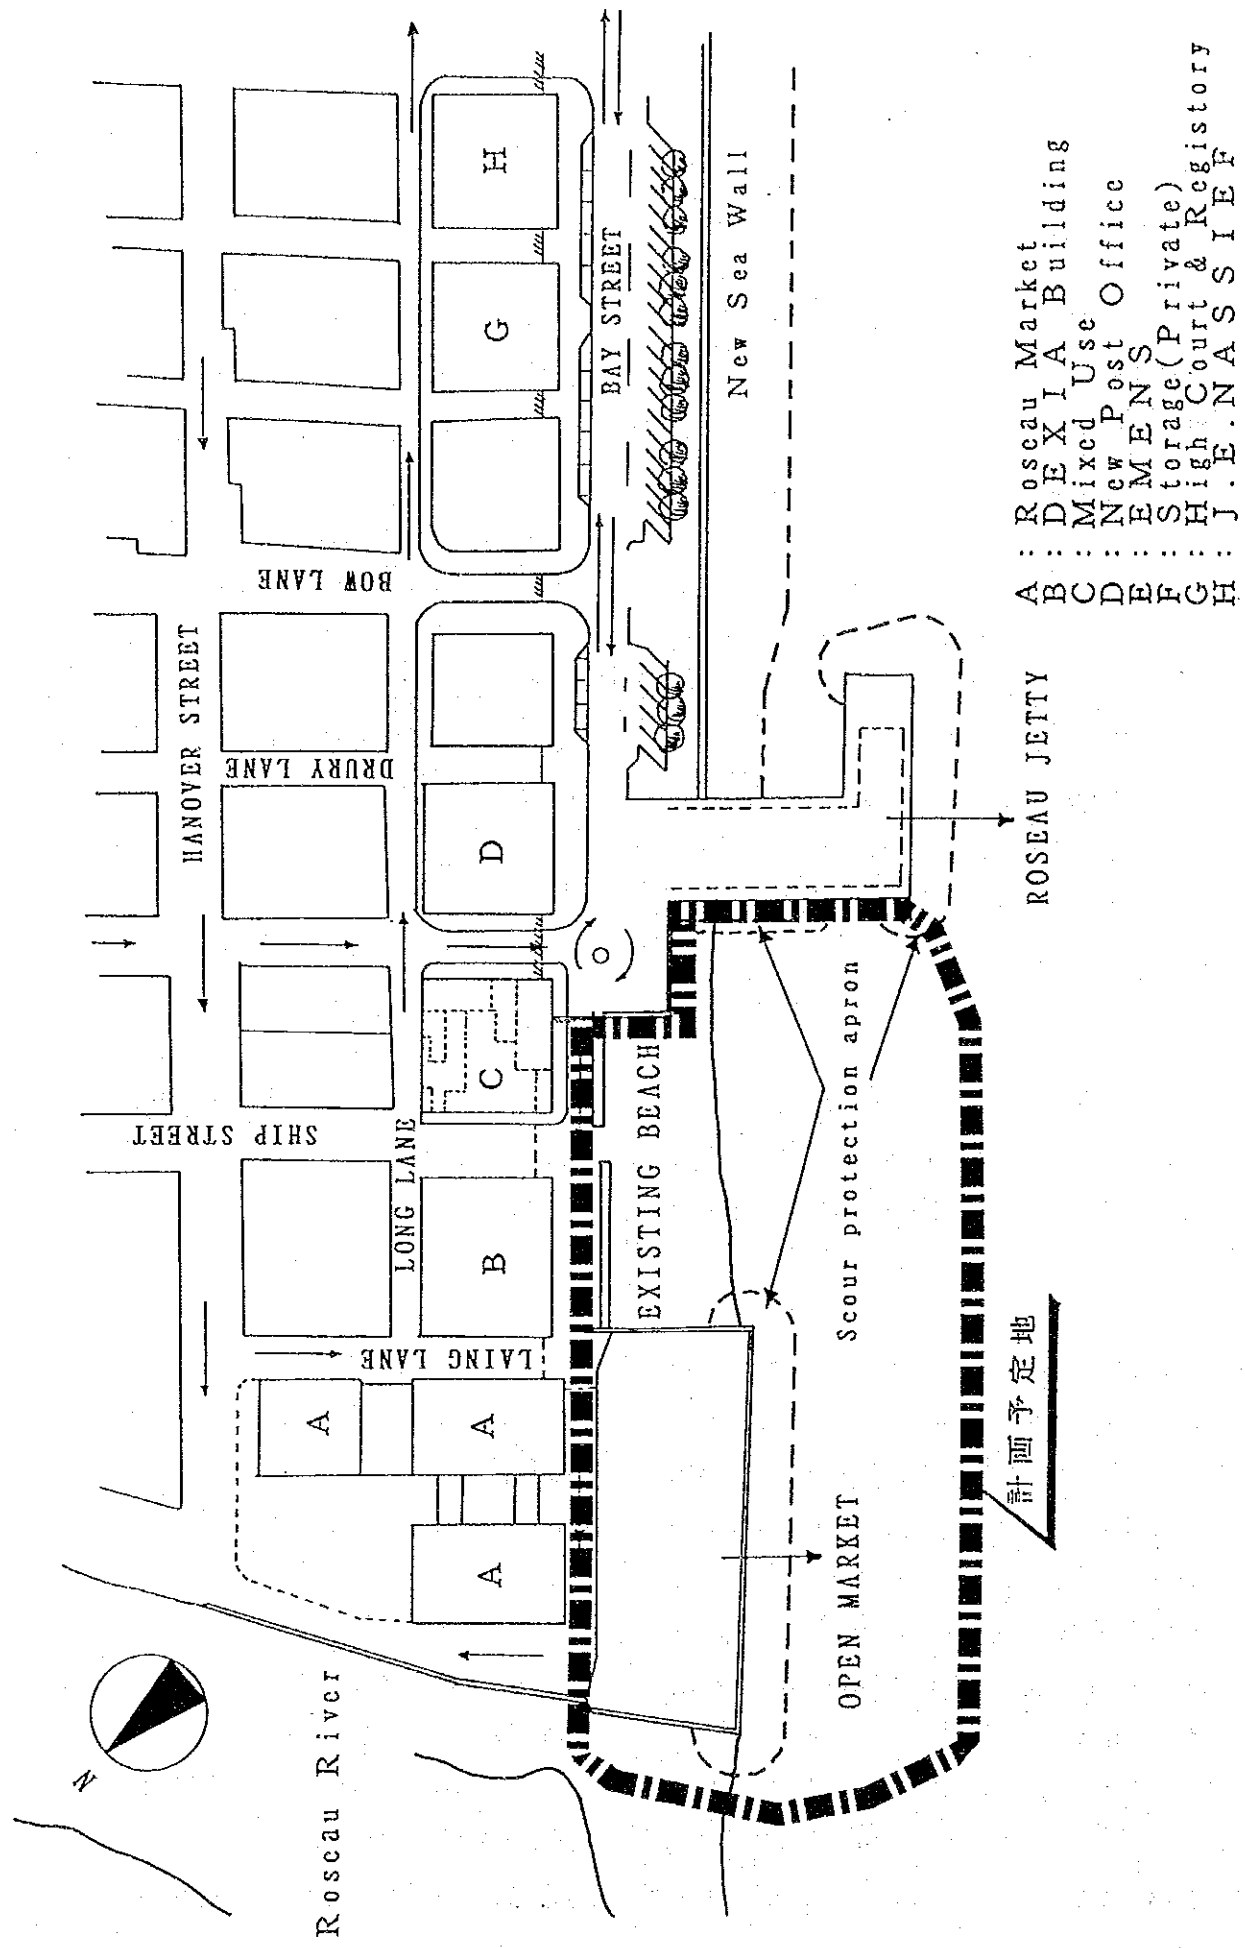 N
Roseau River
HANOVER STREET
SHIP STREET
DRURY LANE
BOW LANE
LONG LANE
LAING LANE
A
A
A
B
C
D
G
H
BAY STREET
EXISTING BEACH
New Sea Wall
OPEN MARKET
Scour protection apron
ROSEAU JETTY
計画予定地
A : Roseau Market
B : DEXIA Building
C : Mixed Use
D : New Post Office
E : EMENS
F : Storage(Private)
G : High Court & Registory
H : J.E.NASSIEF